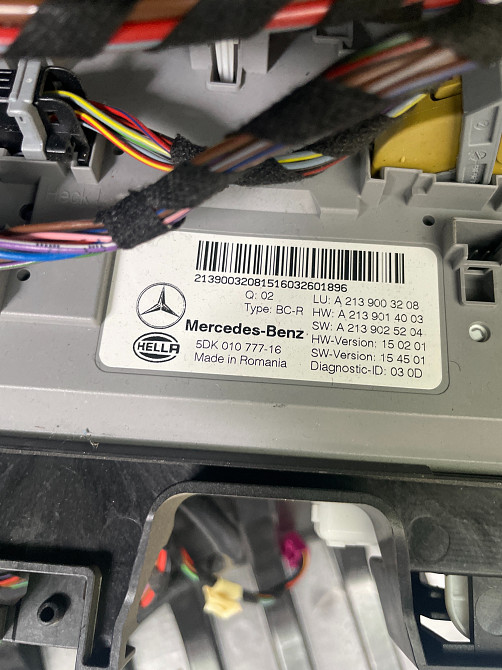 21390032081516032601896
Q: 02
Type: BC-R
Mercedes-Benz
HELLA
5DK 010 777-16
Made in Romania
LU: A 213 900 32 08
HW: A 213 901 40 03
SW: A 213 902 52 04
HW-Version: 15 02 01
SW-Version: 15 45 01
Diagnostic-ID: 03 0D